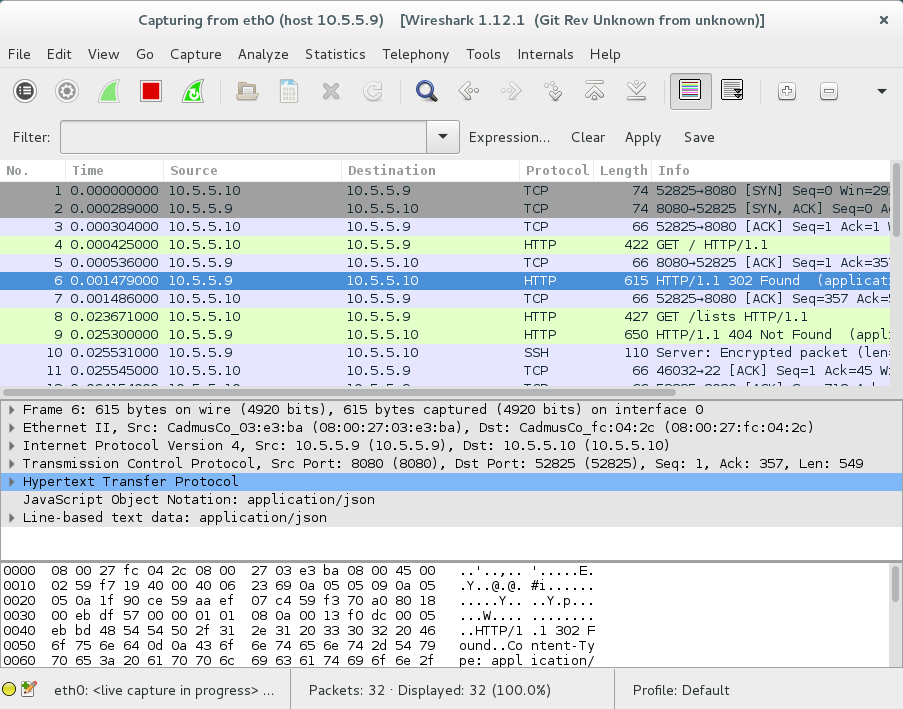 Capturing from eth0 (host 10.5.5.9) [Wireshark 1.12.1 (Git Rev Unknown from unknown)]
File Edit View Go Capture Analyze Statistics Telephony Tools Internals Help
Filter: Expression... Clear Apply Save
No. Time Source Destination Protocol Length Info
1 0.000000000 10.5.5.10 10.5.5.9 TCP 74 52825→8080 [SYN] Seq=0 Win=29
2 0.000289000 10.5.5.9 10.5.5.10 TCP 74 8080→52825 [SYN, ACK] Seq=0 A
3 0.000304000 10.5.5.10 10.5.5.9 TCP 66 52825→8080 [ACK] Seq=1 Ack=1
4 0.000425000 10.5.5.10 10.5.5.9 HTTP 422 GET / HTTP/1.1
5 0.000536000 10.5.5.9 10.5.5.10 TCP 66 8080→52825 [ACK] Seq=1 Ack=357
6 0.001479000 10.5.5.9 10.5.5.10 HTTP 615 HTTP/1.1 302 Found (applicati
7 0.001486000 10.5.5.10 10.5.5.9 TCP 66 52825→8080 [ACK] Seq=357 Ack=5
8 0.023671000 10.5.5.10 10.5.5.9 HTTP 427 GET /lists HTTP/1.1
9 0.025300000 10.5.5.9 10.5.5.10 HTTP 650 HTTP/1.1 404 Not Found (appl
10 0.025531000 10.5.5.9 10.5.5.10 SSH 110 Server: Encrypted packet (len=
11 0.025545000 10.5.5.10 10.5.5.9 TCP 66 46032→22 [ACK] Seq=1 Ack=45 W
Frame 6: 615 bytes on wire (4920 bits), 615 bytes captured (4920 bits) on interface 0
Ethernet II, Src: CadmusCo_03:e3:ba (08:00:27:03:e3:ba), Dst: CadmusCo_fc:04:2c (08:00:27:fc:04:2c)
Internet Protocol Version 4, Src: 10.5.5.9 (10.5.5.9), Dst: 10.5.5.10 (10.5.5.10)
Transmission Control Protocol, Src Port: 8080 (8080), Dst Port: 52825 (52825), Seq: 1, Ack: 357, Len: 549
Hypertext Transfer Protocol
JavaScript Object Notation: application/json
Line-based text data: application/json
0000 08 00 27 fc 04 2c 08 00 27 03 e3 ba 08 00 45 00 ..'..,.. '.....E.
0010 02 59 f7 19 40 00 40 06 23 69 0a 05 05 09 0a 05 .Y..@.@. #i......
0020 05 0a 1f 90 ce 59 aa ef 07 c4 59 f3 70 a0 80 18 .....Y.. ..Y.p...
0030 00 eb df 57 00 00 01 01 08 0a 00 13 f0 dc 00 05 ...W.... ........
0040 eb bd 48 54 54 50 2f 31 2e 31 20 33 30 32 20 46 ..HTTP/1 .1 302 F
0050 6f 75 6e 64 0d 0a 43 6f 6e 74 65 6e 74 2d 54 79 ound..Co ntent-Ty
0060 70 65 3a 20 61 70 70 6c 69 63 61 74 69 6f 6e 2f pe: appl ication/
eth0: <live capture in progress> ... Packets: 32 · Displayed: 32 (100.0%) Profile: Default